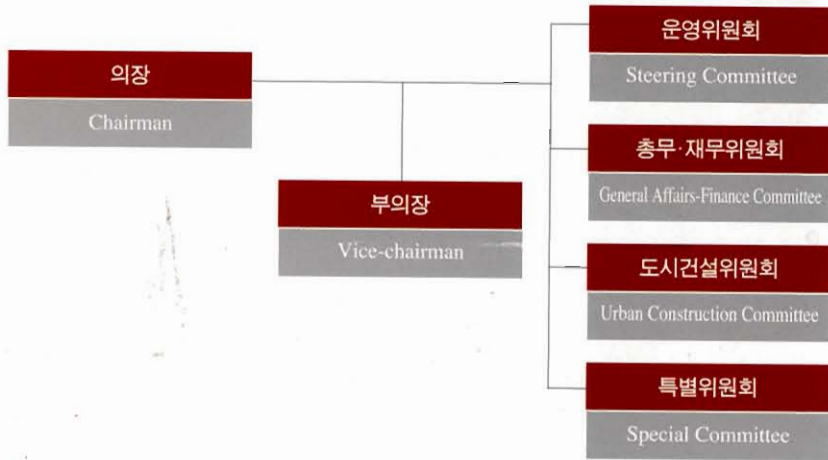 의장
Chairman
부의장
Vice-chairman
운영위원회
Steering Committee
총무·재무위원회
General Affairs-Finance Committee
도시건설위원회
Urban Construction Committee
특별위원회
Special Committee